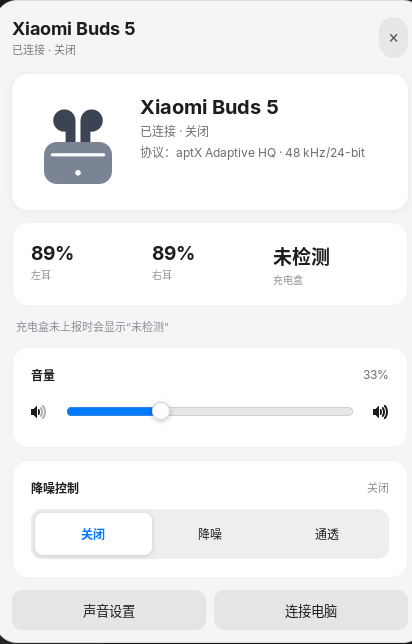 Xiaomi Buds 5
已连接 · 关闭
×
Xiaomi Buds 5
已连接 · 关闭
协议：aptX Adaptive HQ · 48 kHz/24-bit
89%
89%
未检测
左耳
右耳
充电盒
充电盒未上报时会显示“未检测”
音量
33%
降噪控制
关闭
关闭
降噪
通透
声音设置
连接电脑